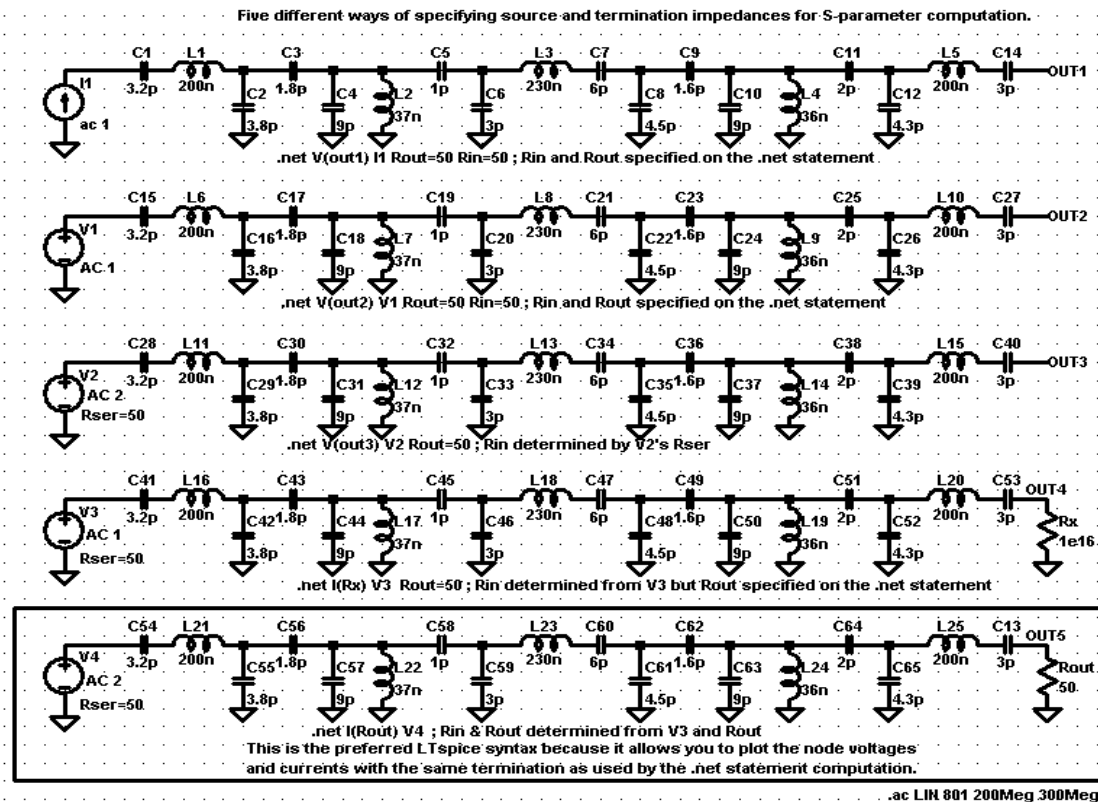 Five different ways of specifying source and termination impedances for S-parameter computation.
C1 L1 C3 C5 L3 C7 C9 C11 L5 C14
3.2p 200n 1.8p 1p 230n 6p 1.6p 2p 200n 3p
OUT1
I1
ac 1
C2 C4 L2 C6 C8 C10 L4 C12
3.8p 9p 37n 3p 4.5p 9p 36n 4.3p
.net V(out1) I1 Rout=50 Rin=50 ; Rin and Rout specified on the .net statement
C15 L6 C17 C19 L8 C21 C23 C25 L10 C27
3.2p 200n 1.8p 1p 230n 6p 1.6p 2p 200n 3p
OUT2
V1
AC 1
C16 C18 L7 C20 C22 C24 L9 C26
3.8p 9p 37n 3p 4.5p 9p 36n 4.3p
.net V(out2) V1 Rout=50 Rin=50 ; Rin and Rout specified on the .net statement
C28 L11 C30 C32 L13 C34 C36 C38 L15 C40
3.2p 200n 1.8p 1p 230n 6p 1.6p 2p 200n 3p
OUT3
V2
AC 2
Rser=50
C29 C31 L12 C33 C35 C37 L14 C39
3.8p 9p 37n 3p 4.5p 9p 36n 4.3p
.net V(out3) V2 Rout=50 ; Rin determined by V2's Rser
C41 L16 C43 C45 L18 C47 C49 C51 L20 C53
3.2p 200n 1.8p 1p 230n 6p 1.6p 2p 200n 3p
OUT4
V3
AC 1
Rser=50
C42 C44 L17 C46 C48 C50 L19 C52
3.8p 9p 37n 3p 4.5p 9p 36n 4.3p
Rx
1e16
.net I(Rx) V3 Rout=50 ; Rin determined from V3 but Rout specified on the .net statement
C54 L21 C56 C58 L23 C60 C62 C64 L25 C13
3.2p 200n 1.8p 1p 230n 6p 1.6p 2p 200n 3p
OUT5
V4
AC 2
Rser=50
C55 C57 L22 C59 C61 C63 L24 C65
3.8p 9p 37n 3p 4.5p 9p 36n 4.3p
Rout
50
.net I(Rout) V4 ; Rin & Rout determined from V3 and Rout
This is the preferred LTspice syntax because it allows you to plot the node voltages
and currents with the same termination as used by the .net statement computation.
.ac LIN 801 200Meg 300Meg